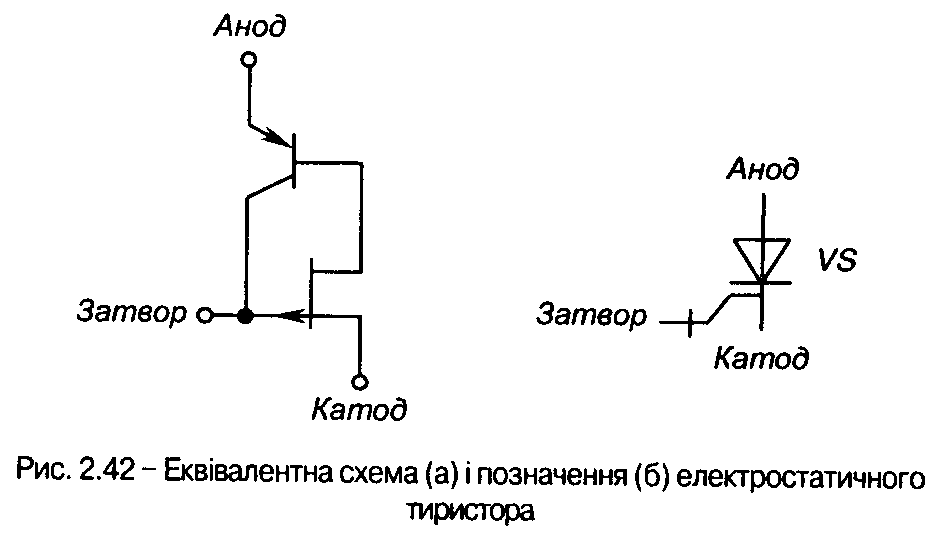 Анод
Затвор
Катод
Анод
VS
Затвор
Катод
Рис. 2.42 – Еквівалентна схема (а) і позначення (б) електростатичного
тиристора